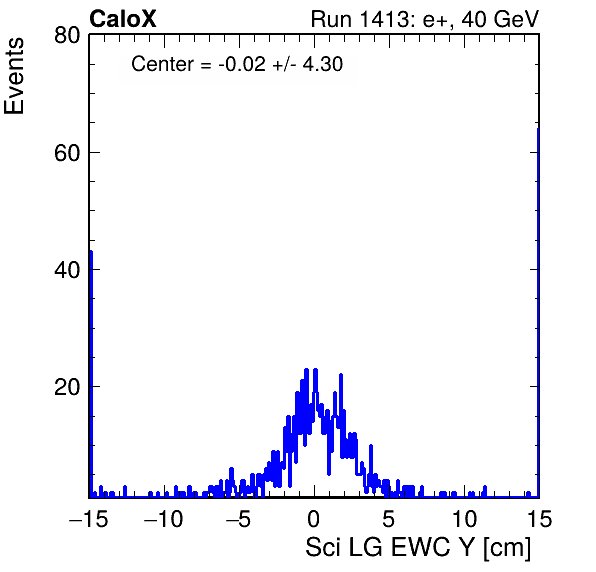 CaloX Run 1413: e+, 40 GeV
Center = -0.02 +/- 4.30
Events
80
60
40
20
−15 −10 −5 0 5 10 15
Sci LG EWC Y [cm]